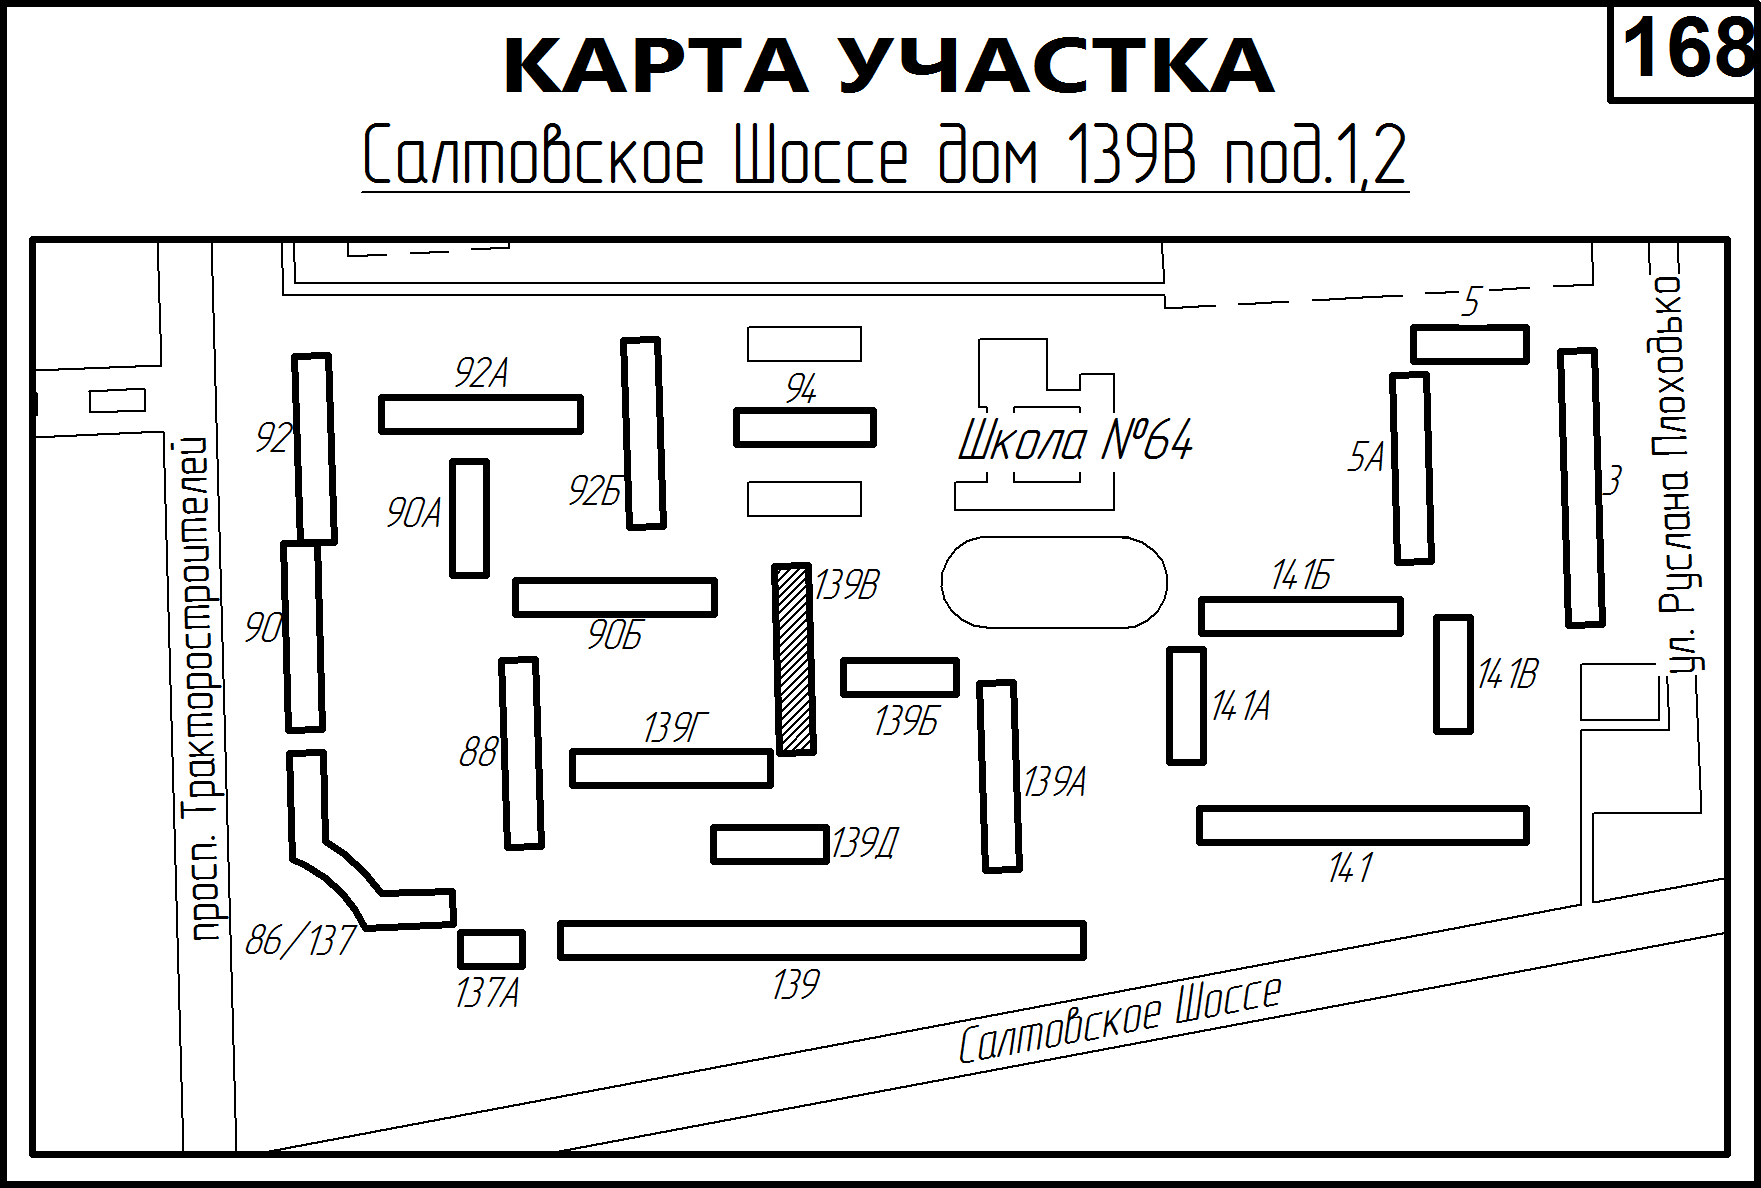 168
КАРТА УЧАСТКА
Салтовское Шоссе дом 139В под.1,2
5
92А
94
92
Школа №64
5А
3
92Б
90А
ул. Руслана Плоходько
просп. Тракторостроителей
139В
141Б
90
90Б
141В
141А
139Б
139Г
88
139А
139Д
141
86/137
137А
139
Салтовское Шоссе